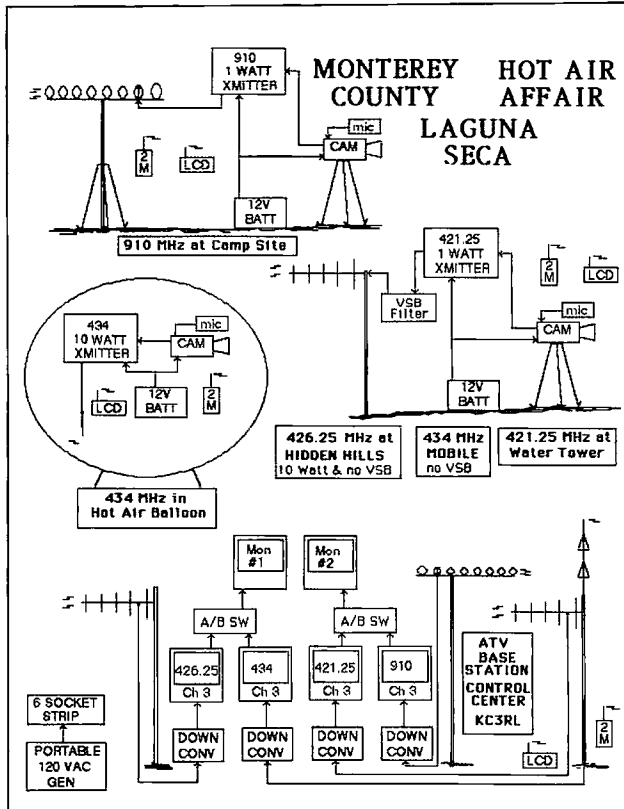 MONTEREY HOT AIR
COUNTY AFFAIR
LAGUNA
SECA
910
1 WATT
XMITTER
mic
CAM
2
M
LCD
12V
BATT
910 MHz at Camp Site
421.25
1 WATT
XMITTER
2
M
LCD
VSB
Filter
mic
CAM
12V
BATT
434
10 WATT
XMITTER
mic
CAM
LCD
12V
BATT
2
M
434 MHz in
Hot Air Balloon
426.25 MHz at
HIDDEN HILLS
10 Watt & no VSB
434 MHz
MOBILE
no VSB
421.25 MHz at
Water Tower
Mon
#1
Mon
#2
A/B SW
A/B SW
426.25
Ch 3
434
Ch 3
421.25
Ch 3
910
Ch 3
DOWN
CONV
DOWN
CONV
DOWN
CONV
DOWN
CONV
ATV
BASE
STATION
CONTROL
CENTER
KC3RL
6 SOCKET
STRIP
PORTABLE
120 VAC
GEN
LCD
2
M